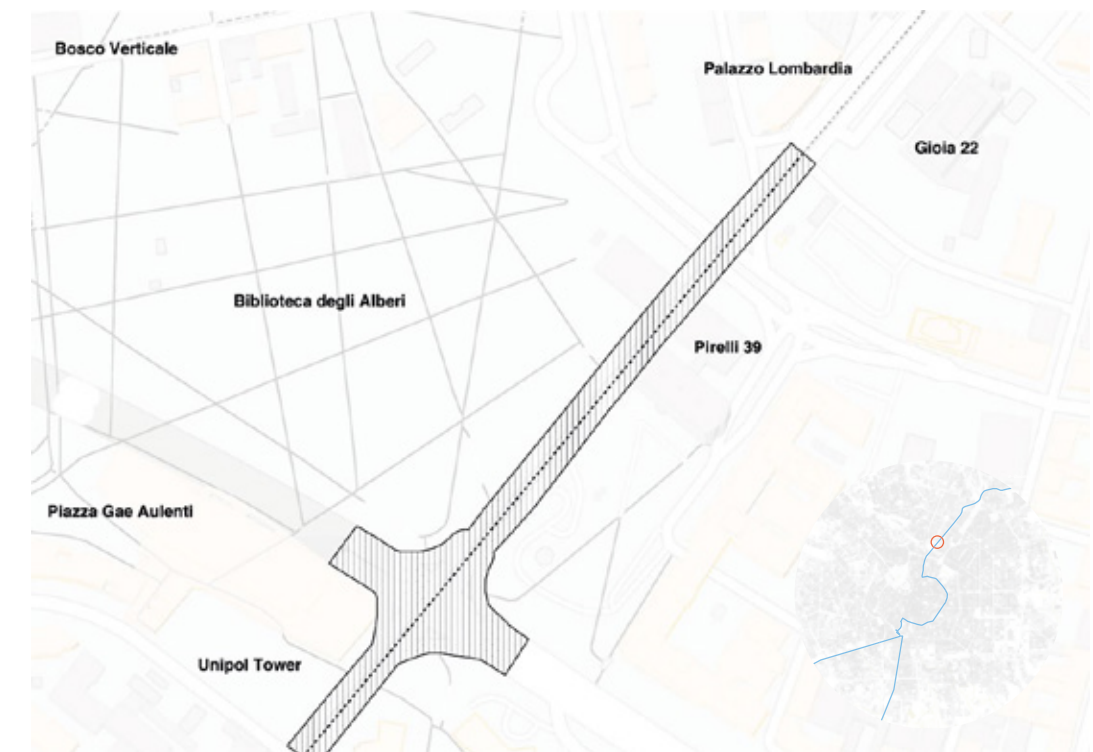 Bosco Verticale
Palazzo Lombardia
Gioia 22
Biblioteca degli Alberi
Pirelli 39
Piazza Gae Aulenti
Unipol Tower